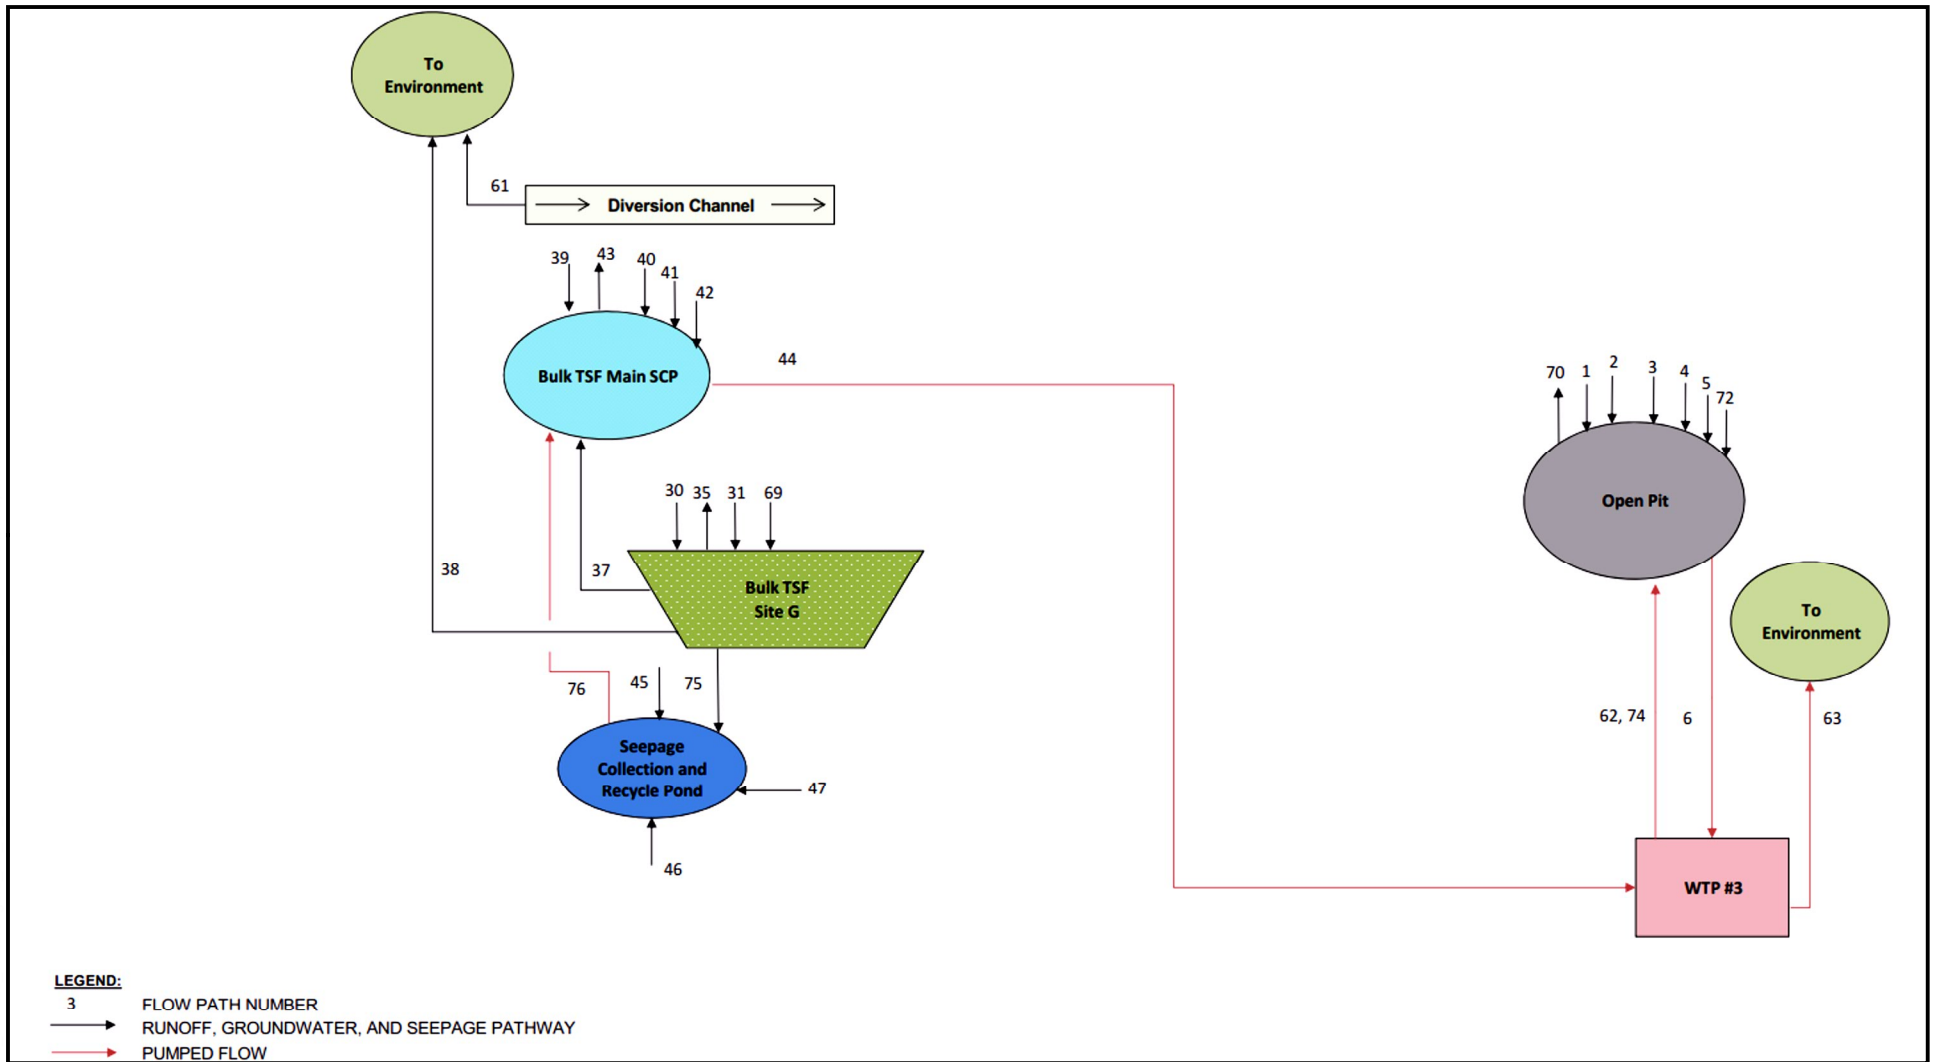 To
Environment
61
Diversion Channel
39
43
40
41
42
Bulk TSF Main SCP
44
70
1
2
3
4
5
72
Open Pit
30
35
31
69
38
37
Bulk TSF
Site G
To
Environment
76
45
75
62, 74
6
63
Seepage
Collection and
Recycle Pond
47
46
WTP #3
LEGEND:
3 FLOW PATH NUMBER
RUNOFF, GROUNDWATER, AND SEEPAGE PATHWAY
PUMPED FLOW